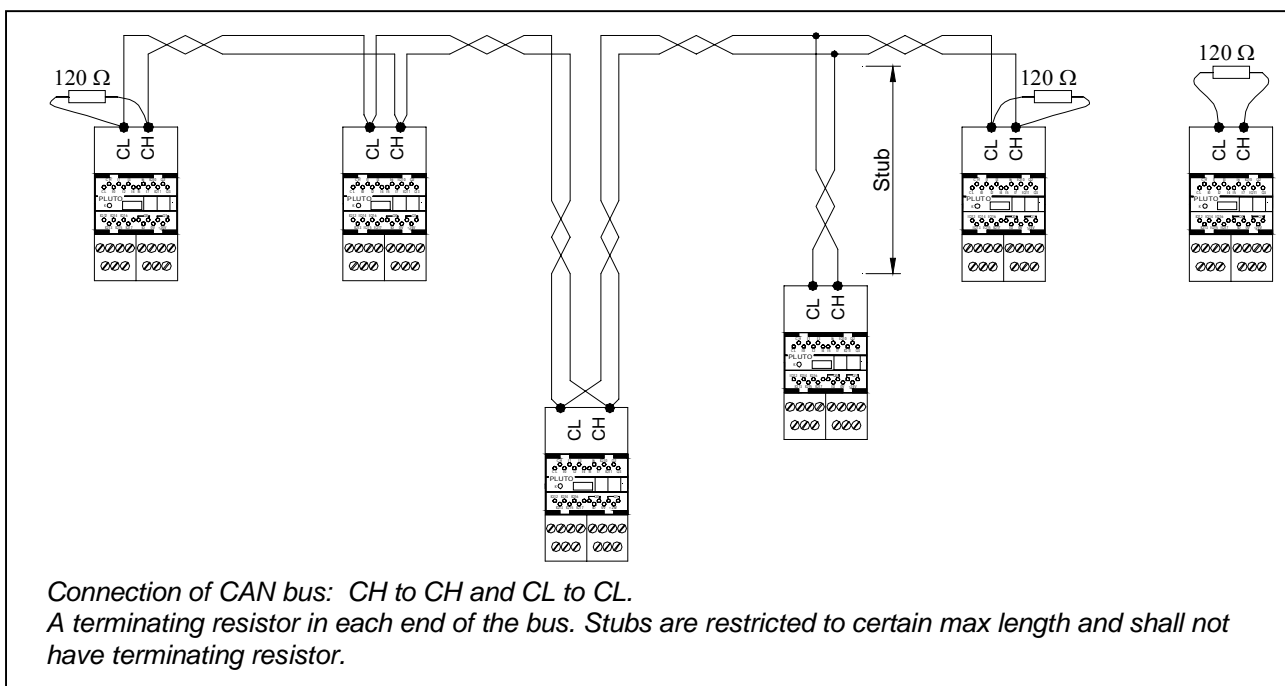 120 Ω
120 Ω
120 Ω
CL CH
CL CH
CL CH
CL CH
Stub
CL CH
CL CH
PLUTO
PLUTO
PLUTO
PLUTO
PLUTO
PLUTO
Connection of CAN bus: CH to CH and CL to CL.
A terminating resistor in each end of the bus. Stubs are restricted to certain max length and shall not
have terminating resistor.